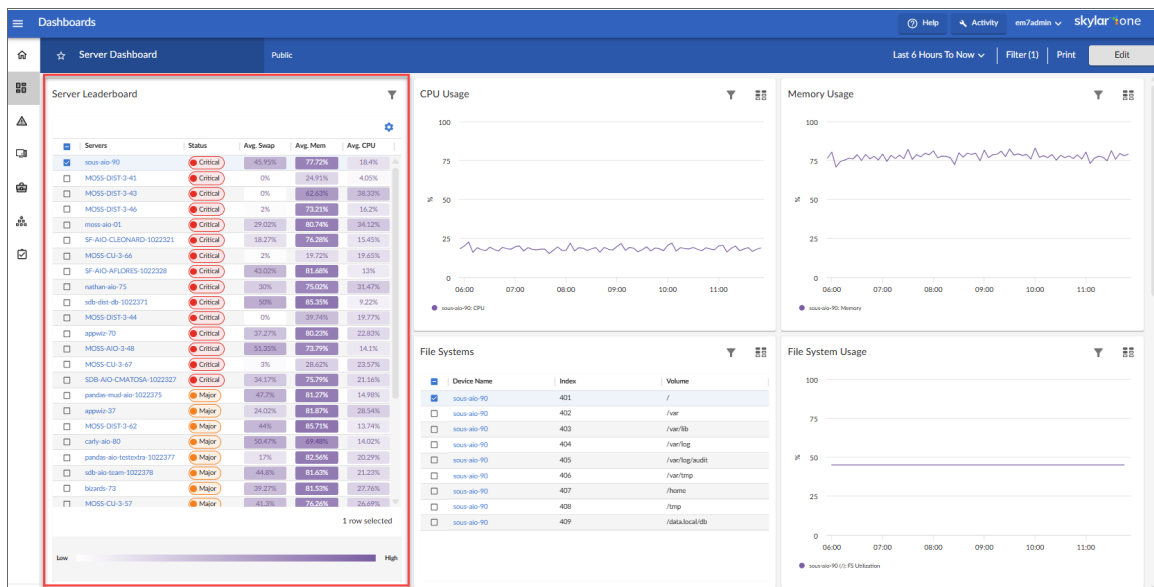 Dashboards
Help
Activity
em7admin
skylar one
Server Dashboard
Public
Last 6 Hours To Now
Filter (1)
Print
Edit
Server Leaderboard
Servers Status Avg. Swap Avg. Mem Avg. CPU
sous-aio-90 Critical 45.95% 77.72% 18.4%
MOSS-DIST-3-41 Critical 0% 24.91% 4.05%
MOSS-DIST-3-43 Critical 0% 62.63% 38.33%
MOSS-DIST-3-46 Critical 2% 73.21% 16.2%
moss-aio-01 Critical 29.02% 80.74% 34.12%
SF-AIO-CLEONARD-1022321 Critical 18.27% 76.28% 15.45%
MOSS-CU-3-66 Critical 2% 19.72% 19.65%
SF-AIO-AFLORES-1022328 Critical 43.02% 81.68% 13%
nathan-aio-75 Critical 30% 75.02% 31.47%
sdb-dist-db-1022371 Critical 50% 85.35% 9.22%
MOSS-DIST-3-44 Critical 0% 39.74% 19.77%
appwiz-70 Critical 37.27% 80.23% 22.83%
MOSS-AIO-3-48 Critical 51.35% 73.79% 14.1%
MOSS-CU-3-67 Critical 3% 28.62% 23.57%
SDB-AIO-CMATOSA-1022327 Critical 34.17% 75.79% 21.16%
pandas-mud-aio-1022375 Major 47.7% 81.27% 14.98%
appwiz-37 Major 24.02% 81.87% 28.54%
MOSS-DIST-3-62 Major 44% 85.71% 13.74%
carly-aio-80 Major 50.47% 69.48% 14.02%
pandas-aio-testextra-1022377 Major 17% 82.56% 20.29%
sdb-aio-team-1022378 Major 44.8% 81.63% 21.23%
bizards-73 Major 39.27% 81.53% 27.76%
MOSS-CU-3-57 Major 41.3% 76.26% 26.69%
1 row selected
Low High
CPU Usage
100
75
% 50
25
0
06:00 07:00 08:00 09:00 10:00 11:00
sous-aio-90: CPU
Memory Usage
100
75
% 50
25
0
06:00 07:00 08:00 09:00 10:00 11:00
sous-aio-90: Memory
File Systems
Device Name Index Volume
sous-aio-90 401 /
sous-aio-90 402 /var
sous-aio-90 403 /var/lib
sous-aio-90 404 /var/log
sous-aio-90 405 /var/log/audit
sous-aio-90 406 /var/tmp
sous-aio-90 407 /home
sous-aio-90 408 /tmp
sous-aio-90 409 /data.local/db
File System Usage
100
75
% 50
25
0
06:00 07:00 08:00 09:00 10:00 11:00
sous-aio-90 (/): FS Utilization